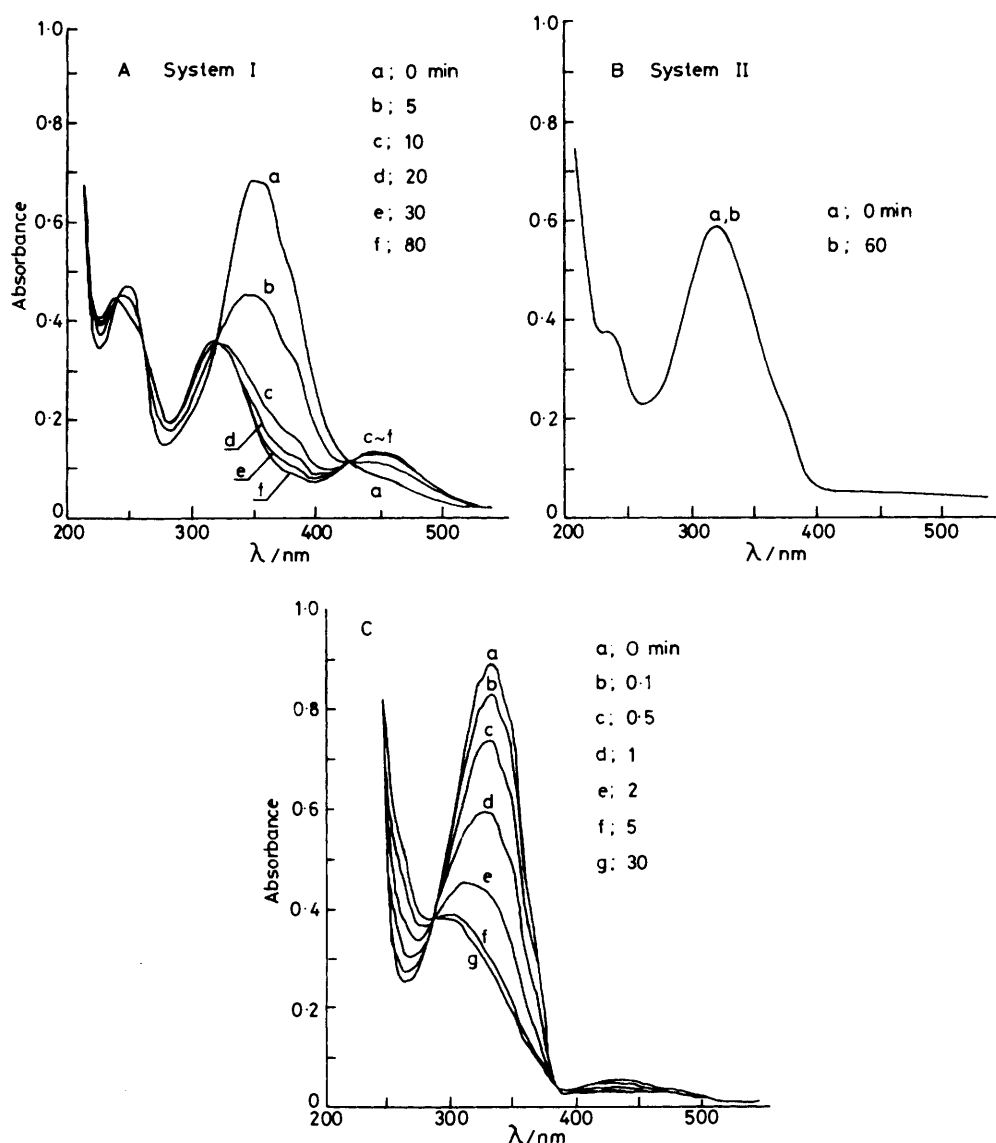 A System I
a; 0 min
b; 5
c; 10
d; 20
e; 30
f; 80
1·0
0·8
0·6
0·4
0·2
0
Absorbance
200 300 400 500
λ/nm
a
b
c
d
e
f
c~f
a
B System II
a; 0 min
b; 60
1·0
0·8
0·6
0·4
0·2
0
200 300 400 500
λ/nm
a,b
C
a; 0 min
b; 0·1
c; 0·5
d; 1
e; 2
f; 5
g; 30
1·0
0·8
0·6
0·4
0·2
0
Absorbance
200 300 400 500
λ/nm
a
b
c
d
e
f
g